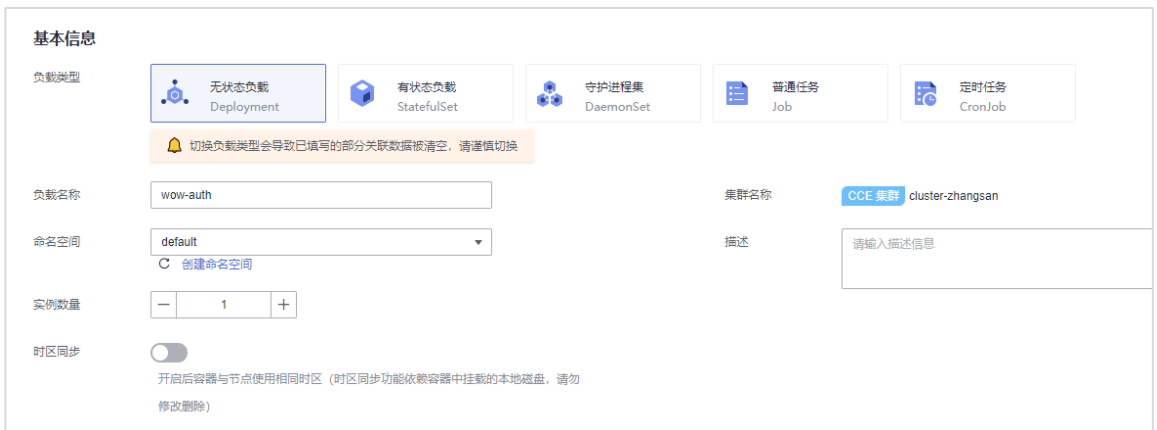 基本信息
负载类型
无状态负载
Deployment
有状态负载
StatefulSet
守护进程集
DaemonSet
普通任务
Job
定时任务
CronJob
切换负载类型会导致已填写的部分关联数据被清空，请谨慎切换
负载名称
wow-auth
集群名称
CCE 集群 cluster-zhangsan
命名空间
default
创建命名空间
描述
请输入描述信息
实例数量
1
时区同步
开启后容器与节点使用相同时区（时区同步功能依赖容器中挂载的本地磁盘，请勿
修改删除）